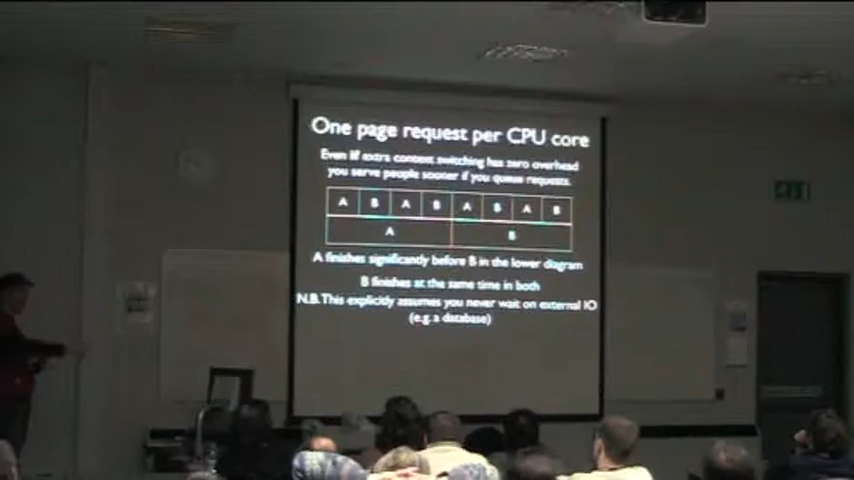 One page request per CPU core
Even if extra context switching has zero overhead
you serve people sooner if you queue requests.
A B A B A B A B
A B
A finishes significantly before B in the lower diagram
B finishes at the same time in both
N.B. This explicitly assumes you never wait on external IO
(e.g. a database)